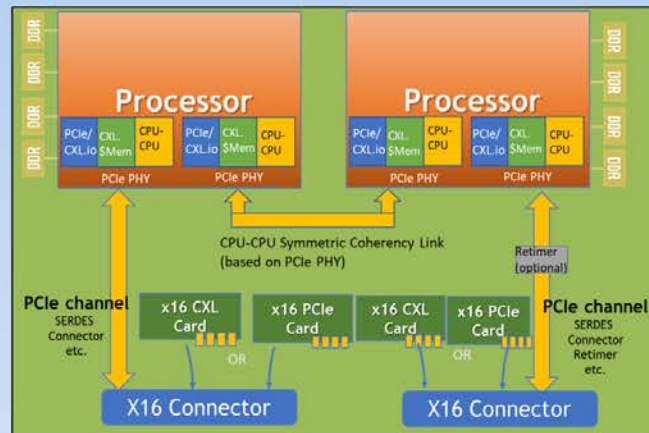 DDR
DDR
DDR
DDR
Processor
PCIe/
CXL.io
CXL.
$Mem
CPU-
CPU
PCIe/
CXL.io
CXL.
$Mem
CPU-
CPU
PCIe PHY
PCIe PHY
Processor
PCIe/
CXL.io
CXL.
$Mem
CPU-
CPU
PCIe/
CXL.io
CXL.
$Mem
CPU-
CPU
PCIe PHY
PCIe PHY
DDR
DDR
DDR
DDR
CPU-CPU Symmetric Coherency Link
(based on PCIe PHY)
Retimer
(optional)
PCIe channel
SERDES
Connector
etc.
x16 CXL
Card
OR
x16 PCIe
Card
x16 CXL
Card
OR
x16 PCIe
Card
PCIe channel
SERDES
Connector
Retimer
etc.
X16 Connector
X16 Connector